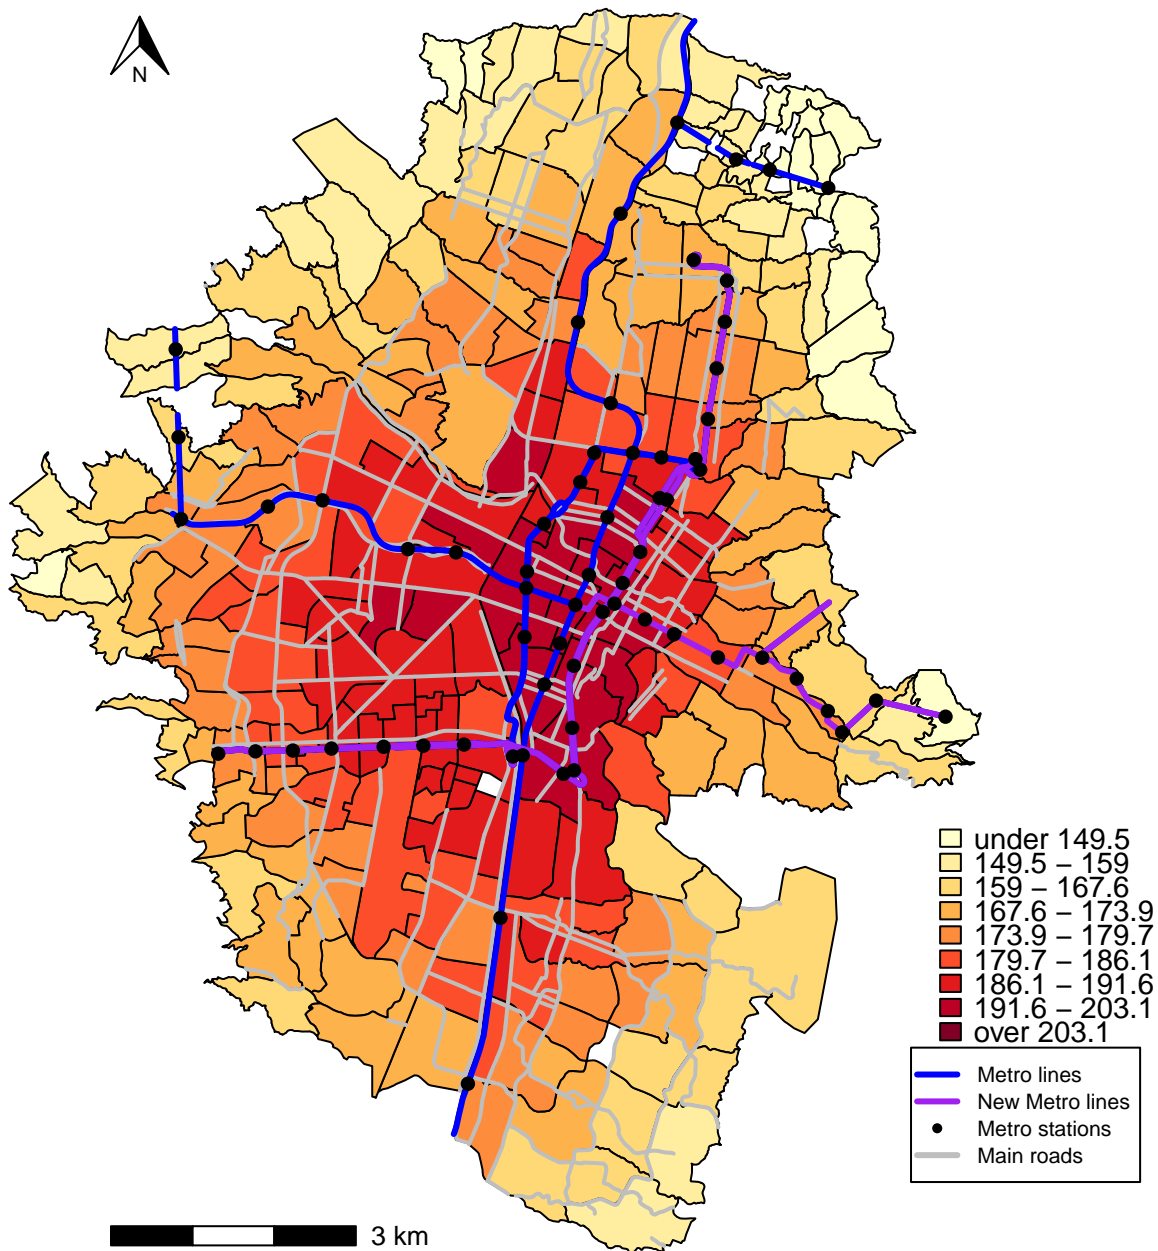 N
under 149.5
149.5 – 159
159 – 167.6
167.6 – 173.9
173.9 – 179.7
179.7 – 186.1
186.1 – 191.6
191.6 – 203.1
over 203.1
Metro lines
New Metro lines
Metro stations
Main roads
3 km